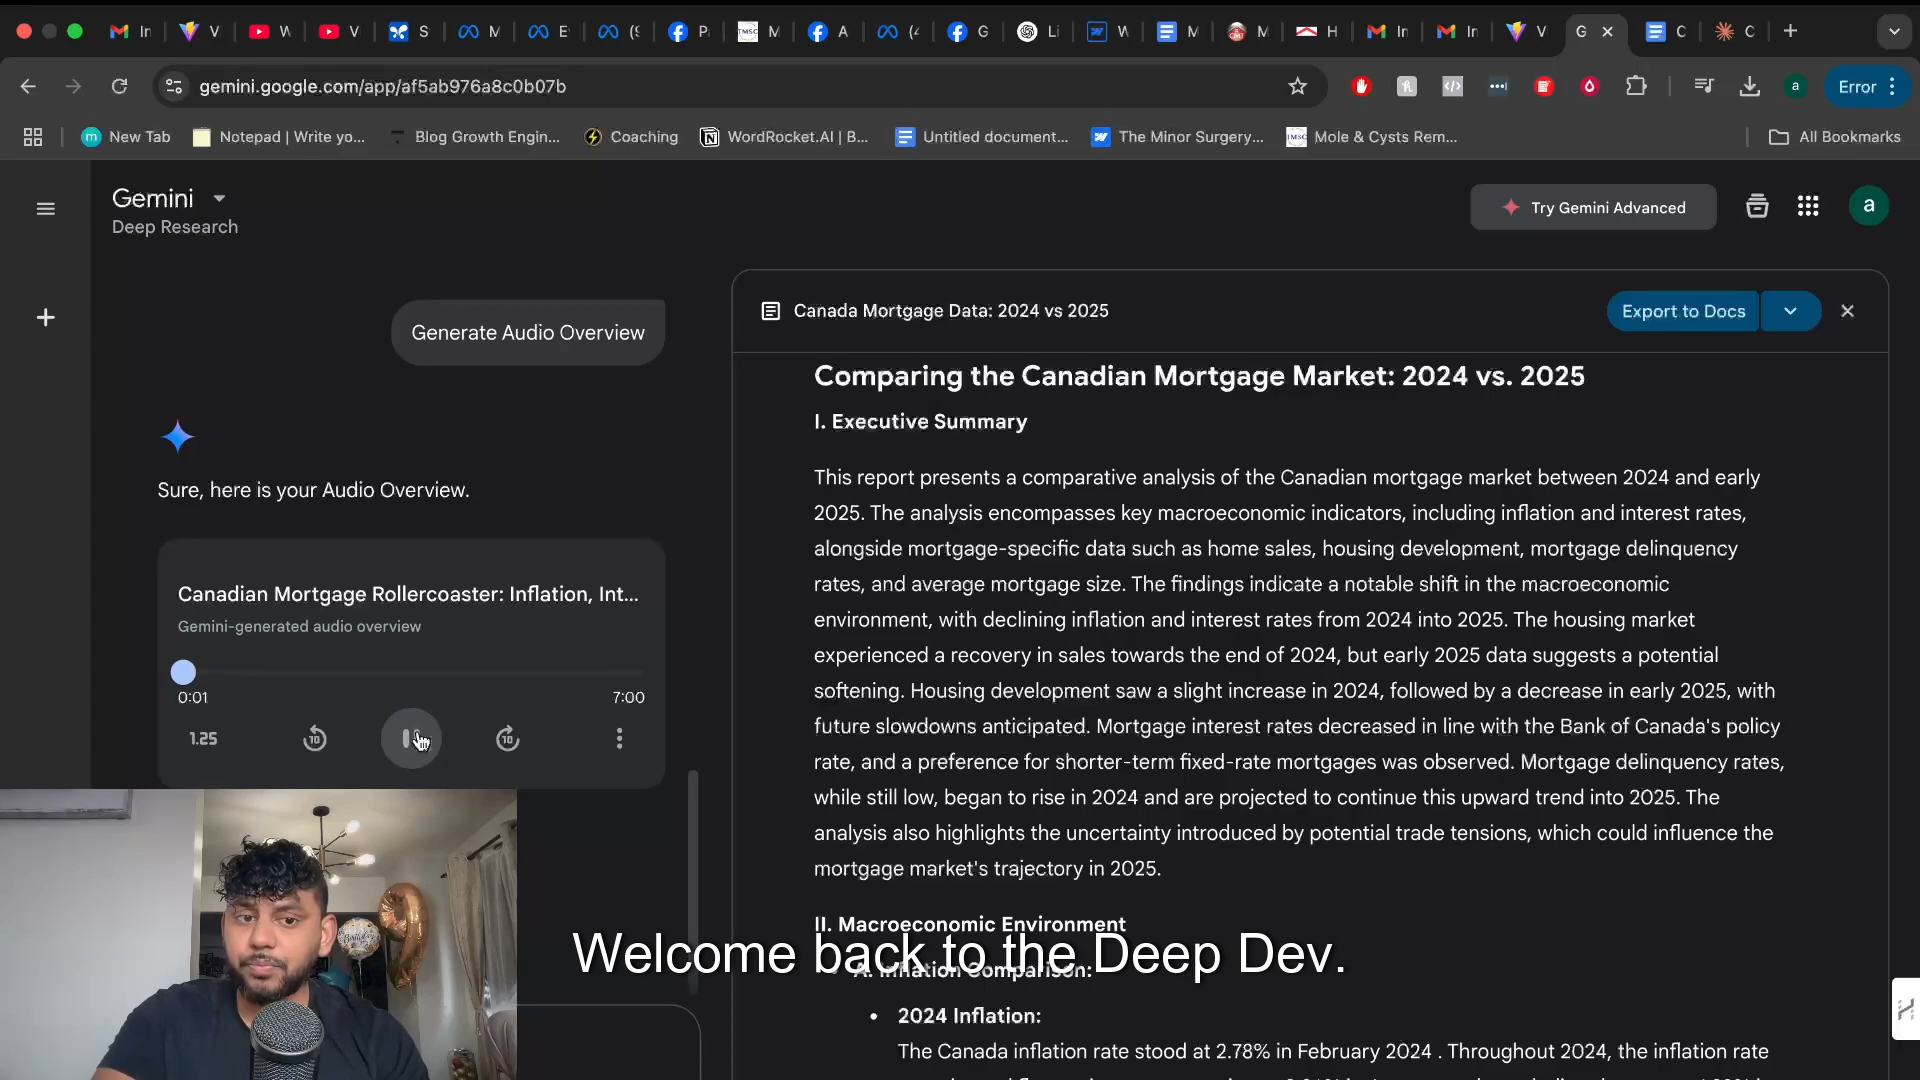 In
V
V
V
S
M
E
(9
Pa
M
A
(4
G
Li
W
M
M
H
In
In
V
G
C
C
gemini.google.com/app/af5ab976a8c0b07b
a
Error
New Tab
Notepad | Write yo...
Blog Growth Engin...
Coaching
WordRocket.AI | B...
Untitled document...
The Minor Surgery...
TMSC
Mole & Cysts Rem...
All Bookmarks
Gemini
Deep Research
Try Gemini Advanced
a
Generate Audio Overview
Sure, here is your Audio Overview.
Canadian Mortgage Rollercoaster: Inflation, Int...
Gemini-generated audio overview
0:01
7:00
1.25
10
10
Canada Mortgage Data: 2024 vs 2025
Export to Docs
Comparing the Canadian Mortgage Market: 2024 vs. 2025
I. Executive Summary
This report presents a comparative analysis of the Canadian mortgage market between 2024 and early
2025. The analysis encompasses key macroeconomic indicators, including inflation and interest rates,
alongside mortgage-specific data such as home sales, housing development, mortgage delinquency
rates, and average mortgage size. The findings indicate a notable shift in the macroeconomic
environment, with declining inflation and interest rates from 2024 into 2025. The housing market
experienced a recovery in sales towards the end of 2024, but early 2025 data suggests a potential
softening. Housing development saw a slight increase in 2024, followed by a decrease in early 2025, with
future slowdowns anticipated. Mortgage interest rates decreased in line with the Bank of Canada's policy
rate, and a preference for shorter-term fixed-rate mortgages was observed. Mortgage delinquency rates,
while still low, began to rise in 2024 and are projected to continue this upward trend into 2025. The
analysis also highlights the uncertainty introduced by potential trade tensions, which could influence the
mortgage market's trajectory in 2025.
II. Macroeconomic Environment
A. Inflation Comparison:
Welcome back to the Deep Dev.
• 2024 Inflation:
The Canada inflation rate stood at 2.78% in February 2024 . Throughout 2024, the inflation rate